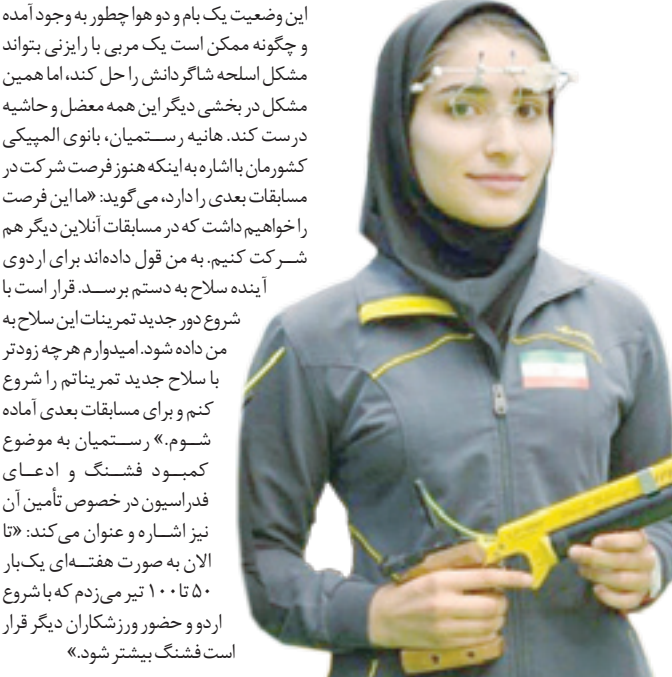 این وضعیت یک بام و دو هوا چطور به وجود آمده
و چگونه ممکن است یک مربی با رایزنی بتواند
مشکل اسلحه شاگردانش را حل کند، اما همین
مشکل در بخشی دیگر این همه معضل و حاشیه
درست کند. هانیه رستمیان، بانوی المپیکی
کشورمان با اشاره به اینکه هنوز فرصت شرکت در
مسابقات بعدی را دارد، می‌گوید: «ما این فرصت
را خواهیم داشت که در مسابقات آنلاین دیگر هم
شرکت کنیم. به من قول داده‌اند برای اردوی
آینده سلاح به دستم برسد. قرار است با
شروع دور جدید تمرینات این سلاح به
من داده شود. امیدوارم هرچه زودتر
با سلاح جدید تمریناتم را شروع
کنم و برای مسابقات بعدی آماده
شوم.» رستمیان به موضوع
کمبود فشنگ و ادعای
فدراسیون در خصوص تأمین آن
نیز اشاره و عنوان می‌کند: «تا
الان به صورت هفته‌ای یک‌بار
۵۰ تا ۱۰۰ تیر می‌زدم که با شروع
اردو و حضور ورزشکاران دیگر قرار
است فشنگ بیشتر شود.»